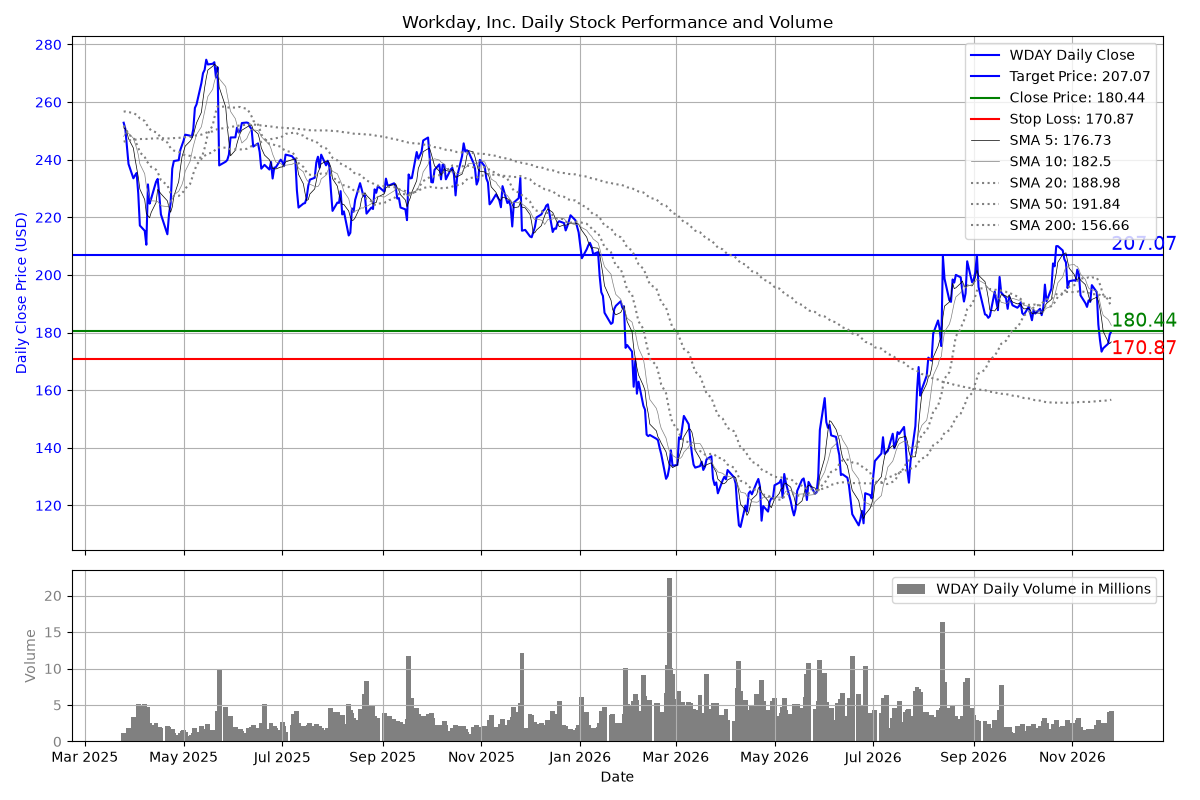 Workday, Inc. Daily Stock Performance and Volume
Daily Close Price (USD)
280
260
240
220
200
180
160
140
120
WDAY Daily Close
Target Price: 207.07
Close Price: 180.44
Stop Loss: 170.87
SMA 5: 176.73
SMA 10: 182.5
SMA 20: 188.98
SMA 50: 191.84
SMA 200: 156.66
207.07
180.44
170.87
Volume
20
15
10
5
0
WDAY Daily Volume in Millions
Mar 2025
May 2025
Jul 2025
Sep 2025
Nov 2025
Jan 2026
Mar 2026
May 2026
Jul 2026
Sep 2026
Nov 2026
Date